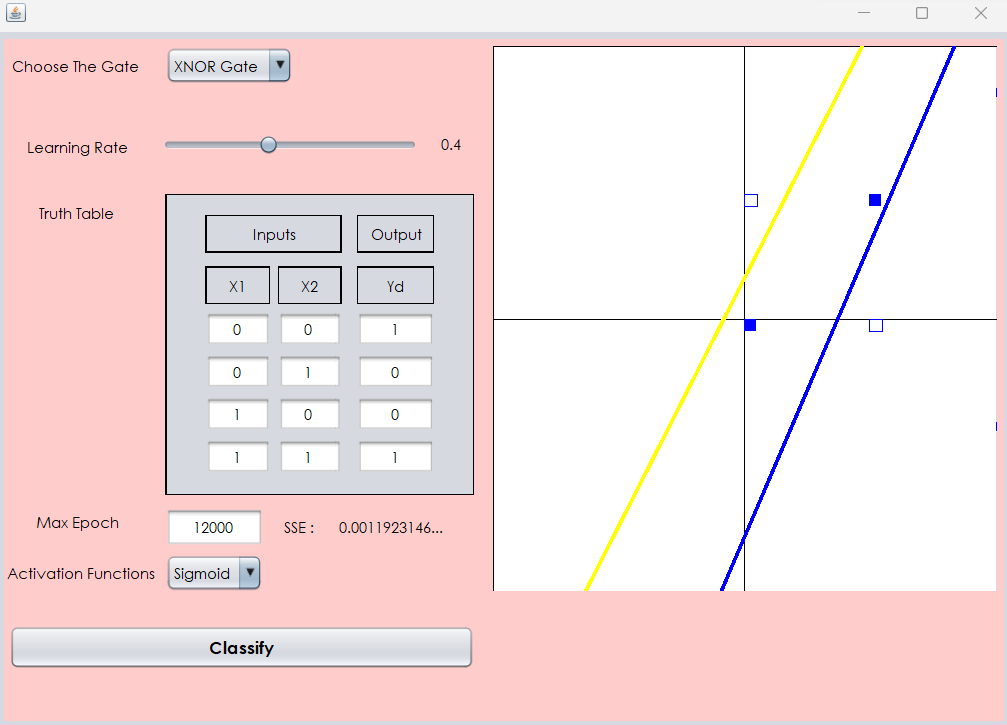 Choose The Gate XNOR Gate
Learning Rate 0.4
Truth Table
Inputs Output
X1 X2 Yd
0 0 1
0 1 0
1 0 0
1 1 1
Max Epoch 12000 SSE : 0.0011923146...
Activation Functions Sigmoid
Classify